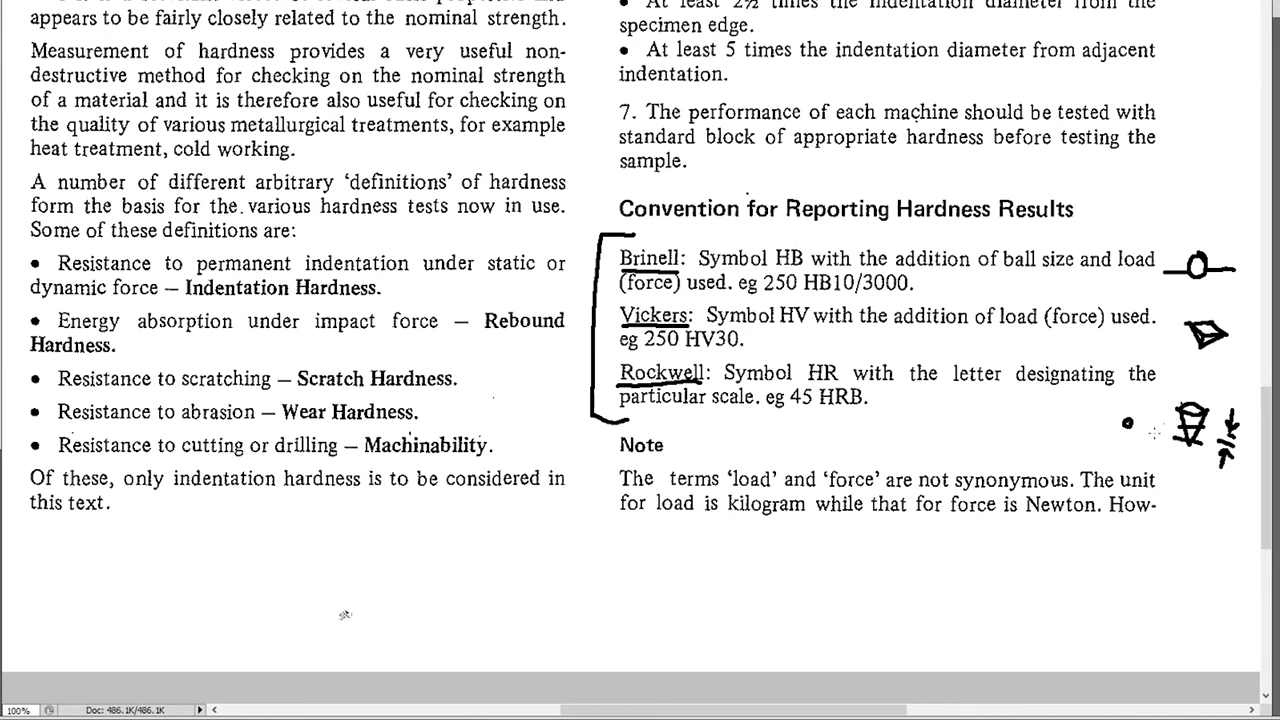 appears to be fairly closely related to the nominal strength.
Measurement of hardness provides a very useful non-
destructive method for checking on the nominal strength
of a material and it is therefore also useful for checking on
the quality of various metallurgical treatments, for example
heat treatment, cold working.
A number of different arbitrary ‘definitions’ of hardness
form the basis for the various hardness tests now in use.
Some of these definitions are:
• Resistance to permanent indentation under static or
dynamic force – Indentation Hardness.
• Energy absorption under impact force – Rebound
Hardness.
• Resistance to scratching – Scratch Hardness.
• Resistance to abrasion – Wear Hardness.
• Resistance to cutting or drilling – Machinability.
Of these, only indentation hardness is to be considered in
this text.
• At least 2½ times the indentation diameter from the
specimen edge.
• At least 5 times the indentation diameter from adjacent
indentation.
7. The performance of each machine should be tested with
standard block of appropriate hardness before testing the
sample.
Convention for Reporting Hardness Results
Brinell: Symbol HB with the addition of ball size and load
(force) used. eg 250 HB10/3000.
Vickers: Symbol HV with the addition of load (force) used.
eg 250 HV30.
Rockwell: Symbol HR with the letter designating the
particular scale. eg 45 HRB.
Note
The terms ‘load’ and ‘force’ are not synonymous. The unit
for load is kilogram while that for force is Newton. How-
100%
Doc: 486.1K/486.1K